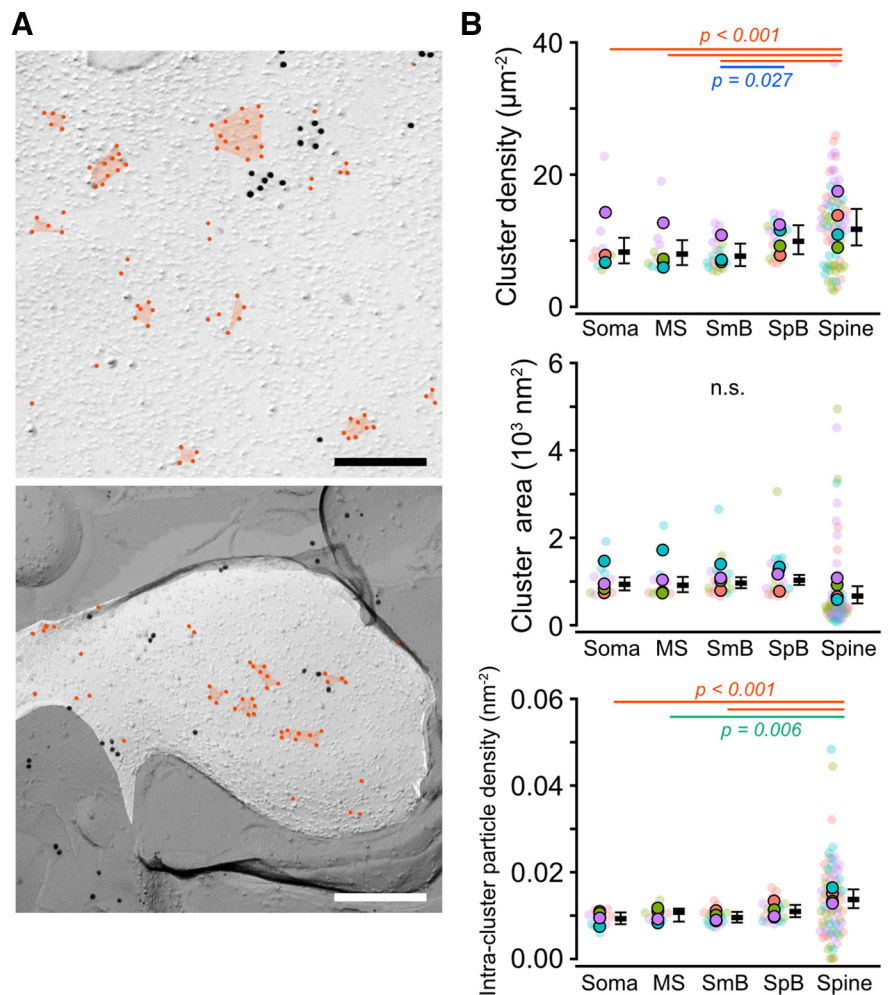 A
B
p < 0.001
p = 0.027
Cluster density (µm⁻²)
40
20
0
Soma MS SmB SpB Spine
n.s.
Cluster area (10³ nm²)
6
4
2
0
Soma MS SmB SpB Spine
p < 0.001
p = 0.006
Intra-cluster particle density (nm⁻²)
0.06
0.04
0.02
0.00
Soma MS SmB SpB Spine